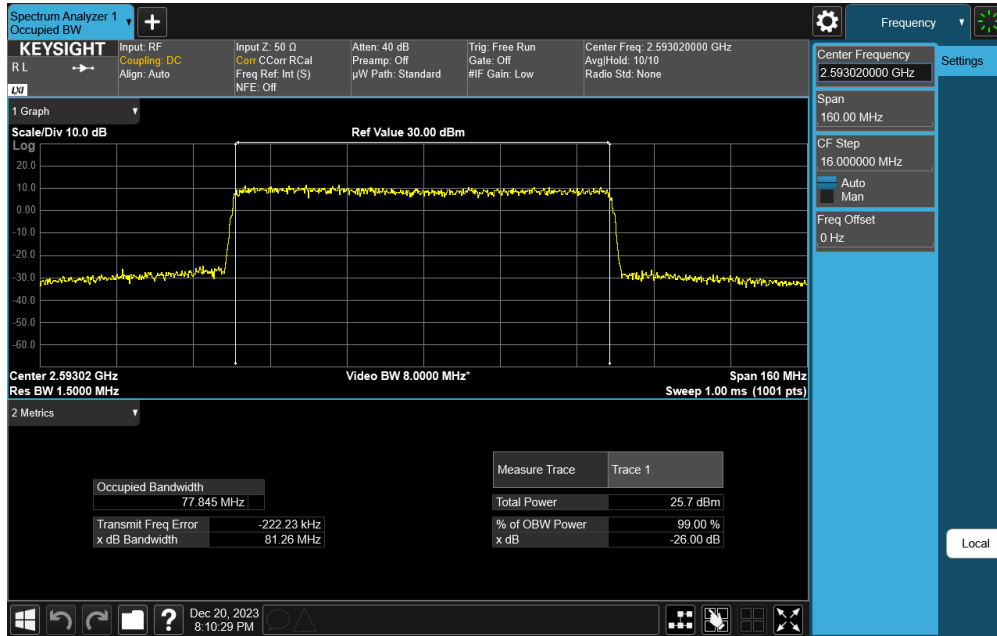 Spectrum Analyzer 1
Occupied BW
Frequency
KEYSIGHT
R L
LXI
Input: RF
Coupling: DC
Align: Auto
Input Z: 50 Ω
Corr CCorr RCal
Freq Ref: Int (S)
NFE: Off
Atten: 40 dB
Preamp: Off
µW Path: Standard
Trig: Free Run
Gate: Off
#IF Gain: Low
Center Freq: 2.593020000 GHz
Avg|Hold: 10/10
Radio Std: None
Center Frequency
2.593020000 GHz
Settings
Span
160.00 MHz
CF Step
16.000000 MHz
Auto
Man
Freq Offset
0 Hz
1 Graph
Scale/Div 10.0 dB
Ref Value 30.00 dBm
Log
20.0
10.0
0.00
-10.0
-20.0
-30.0
-40.0
-50.0
-60.0
Center 2.59302 GHz
Video BW 8.0000 MHz*
Span 160 MHz
Res BW 1.5000 MHz
Sweep 1.00 ms (1001 pts)
2 Metrics
Measure Trace Trace 1
Occupied Bandwidth
77.845 MHz
Total Power 25.7 dBm
Transmit Freq Error -222.23 kHz
% of OBW Power 99.00 %
x dB Bandwidth 81.26 MHz
x dB -26.00 dB
Local
?
Dec 20, 2023
8:10:29 PM